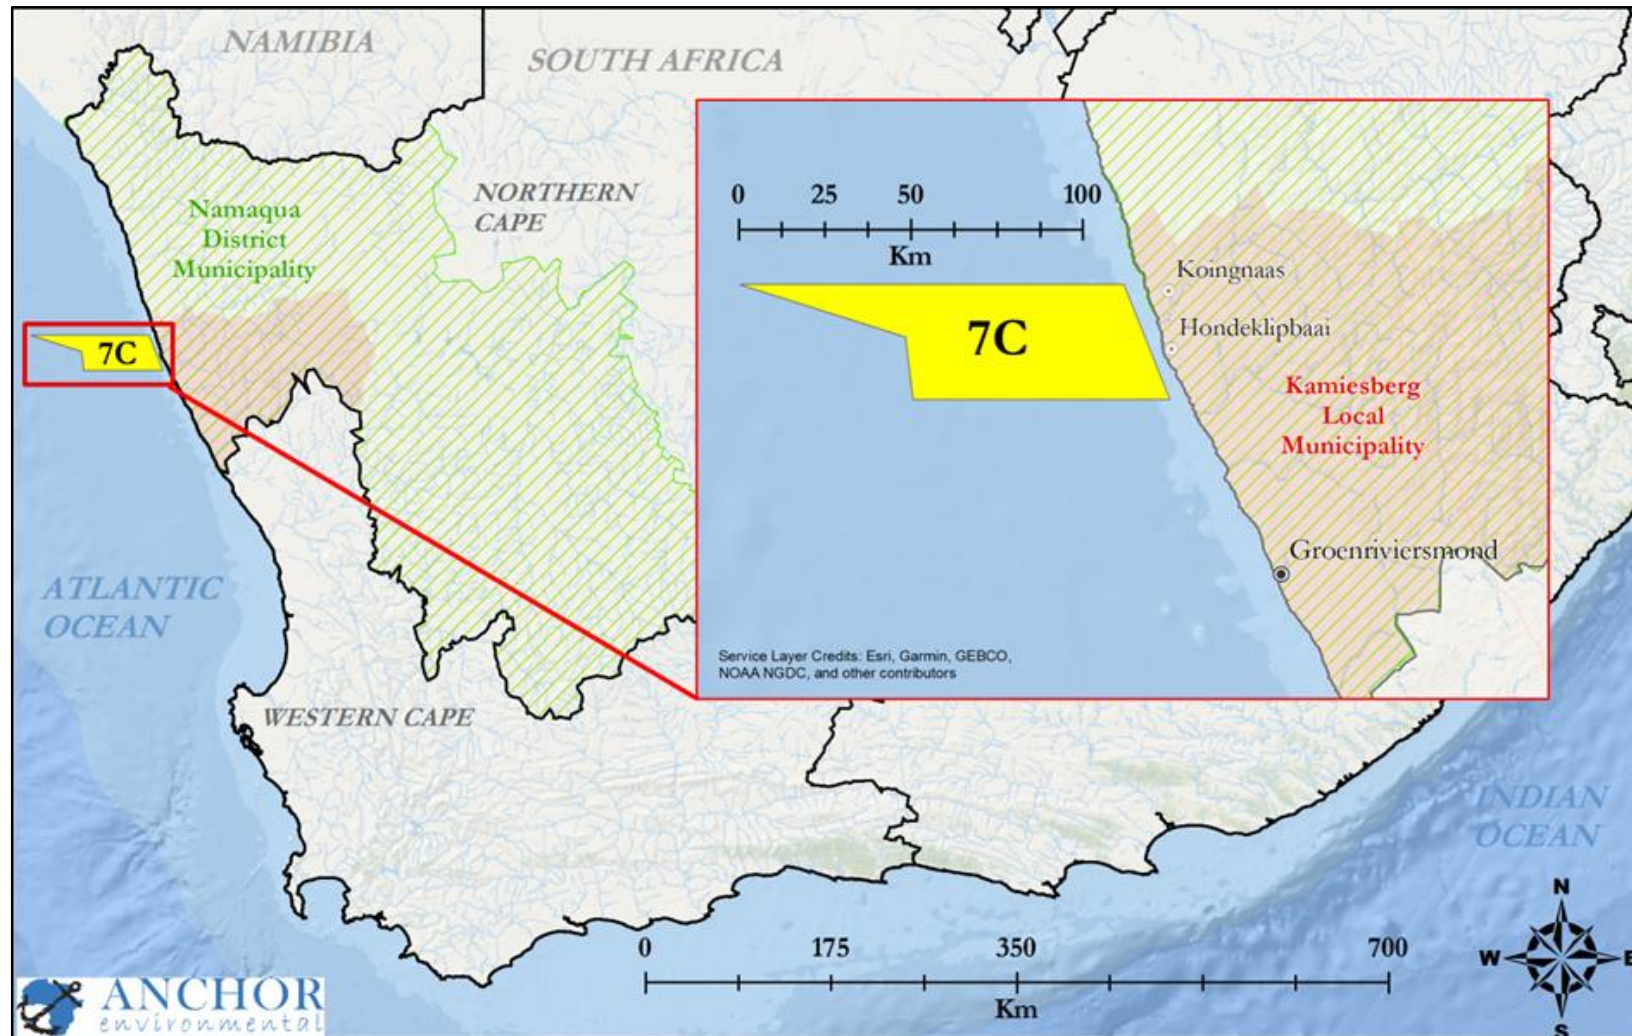 NAMIBIA
SOUTH AFRICA
NORTHERN
CAPE
Namaqua
District
Municipality
7C
0 25 50 100
Km
7C
Koingnaas
Hondeklipbaai
Kamiesberg
Local
Municipality
Groenriviersmond
Service Layer Credits: Esri, Garmin, GEBCO,
NOAA NGDC, and other contributors
ATLANTIC
OCEAN
WESTERN CAPE
INDIAN
OCEAN
0 175 350 700
Km
N
W E
S
ANCHOR
environmental